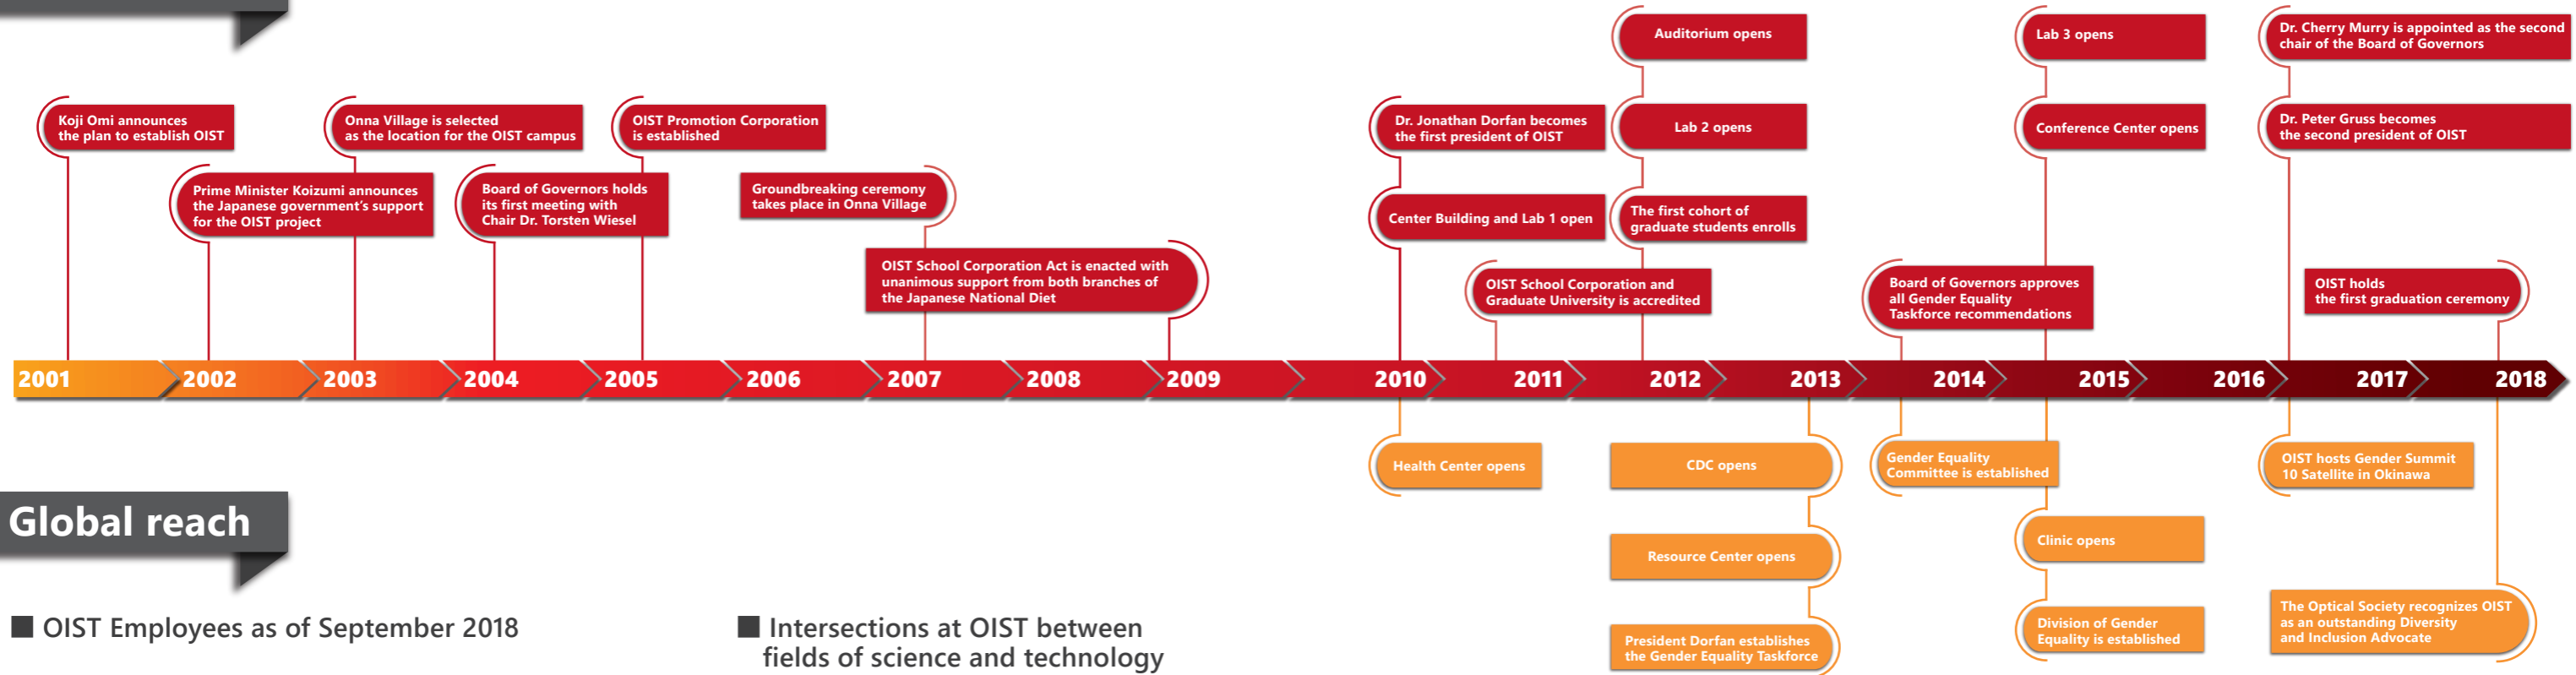 Koji Omi announces
the plan to establish OIST
Prime Minister Koizumi announces
the Japanese government's support
for the OIST project
Onna Village is selected
as the location for the OIST campus
Board of Governors holds
its first meeting with
Chair Dr. Torsten Wiesel
OIST Promotion Corporation
is established
Groundbreaking ceremony
takes place in Onna Village
OIST School Corporation Act is enacted with
unanimous support from both branches of
the Japanese National Diet
Dr. Jonathan Dorfan becomes
the first president of OIST
Center Building and Lab 1 open
OIST School Corporation and
Graduate University is accredited
Auditorium opens
Lab 2 opens
The first cohort of
graduate students enrolls
Board of Governors approves
all Gender Equality
Taskforce recommendations
Lab 3 opens
Conference Center opens
Dr. Cherry Murry is appointed as the second
chair of the Board of Governors
Dr. Peter Gruss becomes
the second president of OIST
OIST holds
the first graduation ceremony
2001 2002 2003 2004 2005 2006 2007 2008 2009 2010 2011 2012 2013 2014 2015 2016 2017 2018
Health Center opens
CDC opens
Resource Center opens
President Dorfan establishes
the Gender Equality Taskforce
Gender Equality
Committee is established
Clinic opens
Division of Gender
Equality is established
OIST hosts Gender Summit
10 Satellite in Okinawa
The Optical Society recognizes OIST
as an outstanding Diversity
and Inclusion Advocate
Global reach
■ OIST Employees as of September 2018
■ Intersections at OIST between
fields of science and technology